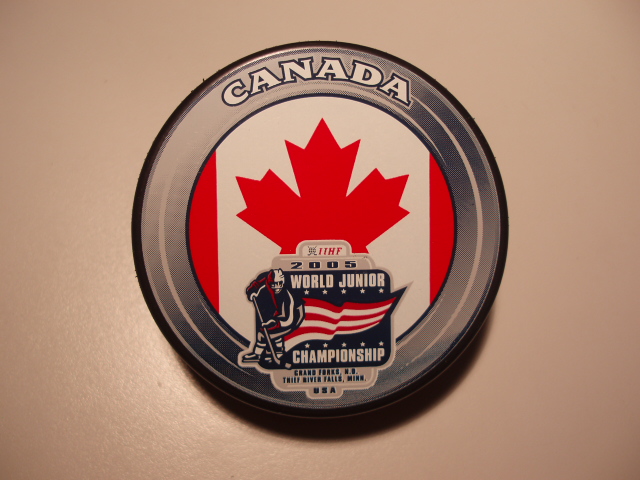 CANADA
IIHF
2005
WORLD JUNIOR
CHAMPIONSHIP
GRAND FORKS, N.D.
THIEF RIVER FALLS, MINN.
USA